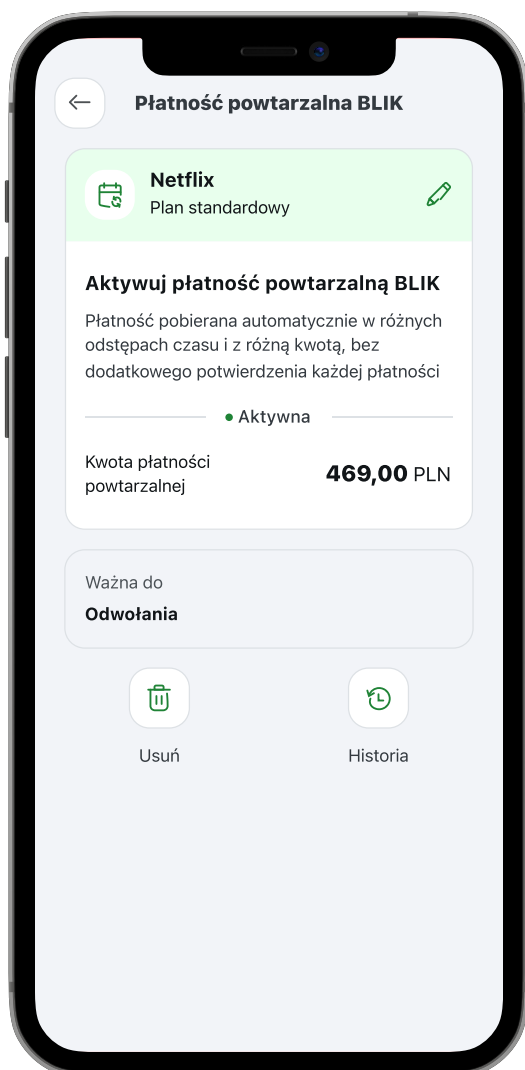 Płatność powtarzalna BLIK
Netflix
Plan standardowy
Aktywuj płatność powtarzalną BLIK
Płatność pobierana automatycznie w różnych
odstępach czasu i z różną kwotą, bez
dodatkowego potwierdzenia każdej płatności
Aktywna
Kwota płatności
powtarzalnej
469,00 PLN
Ważna do
Odwołania
Usuń
Historia